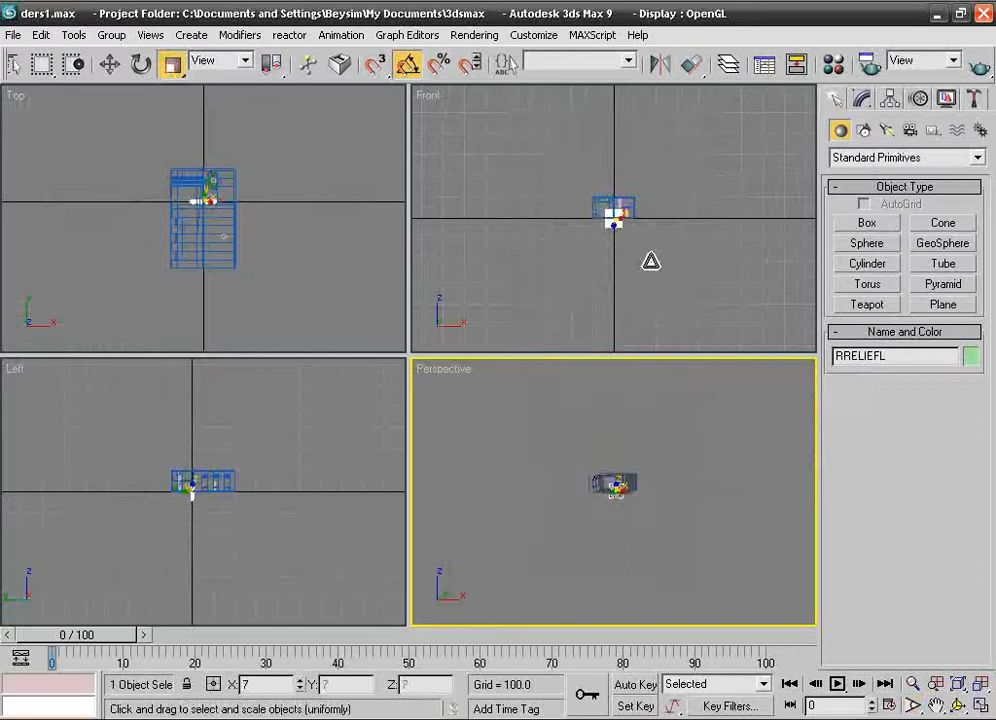 ders1.max - Project Folder: C:\Documents and Settings\Beysim\My Documents\3dsmax - Autodesk 3ds Max 9 - Display : OpenGL
File Edit Tools Group Views Create Modifiers reactor Animation Graph Editors Rendering Customize MAXScript Help
View 3 % ABC View
Top
Front
Left
Perspective
y
z x
z
y x
z
y
z
y x
Standard Primitives
- Object Type
AutoGrid
Box Cone
Sphere GeoSphere
Cylinder Tube
Torus Pyramid
Teapot Plane
- Name and Color
RRELIEFL
< 0 / 100 >
0 10 20 30 40 50 60 70 80 90 100
1 Object Sele X: 7 Y: ? Z: ? Grid = 100.0 Auto Key Selected
Click and drag to select and scale objects (uniformly) Add Time Tag Set Key Key Filters... 0